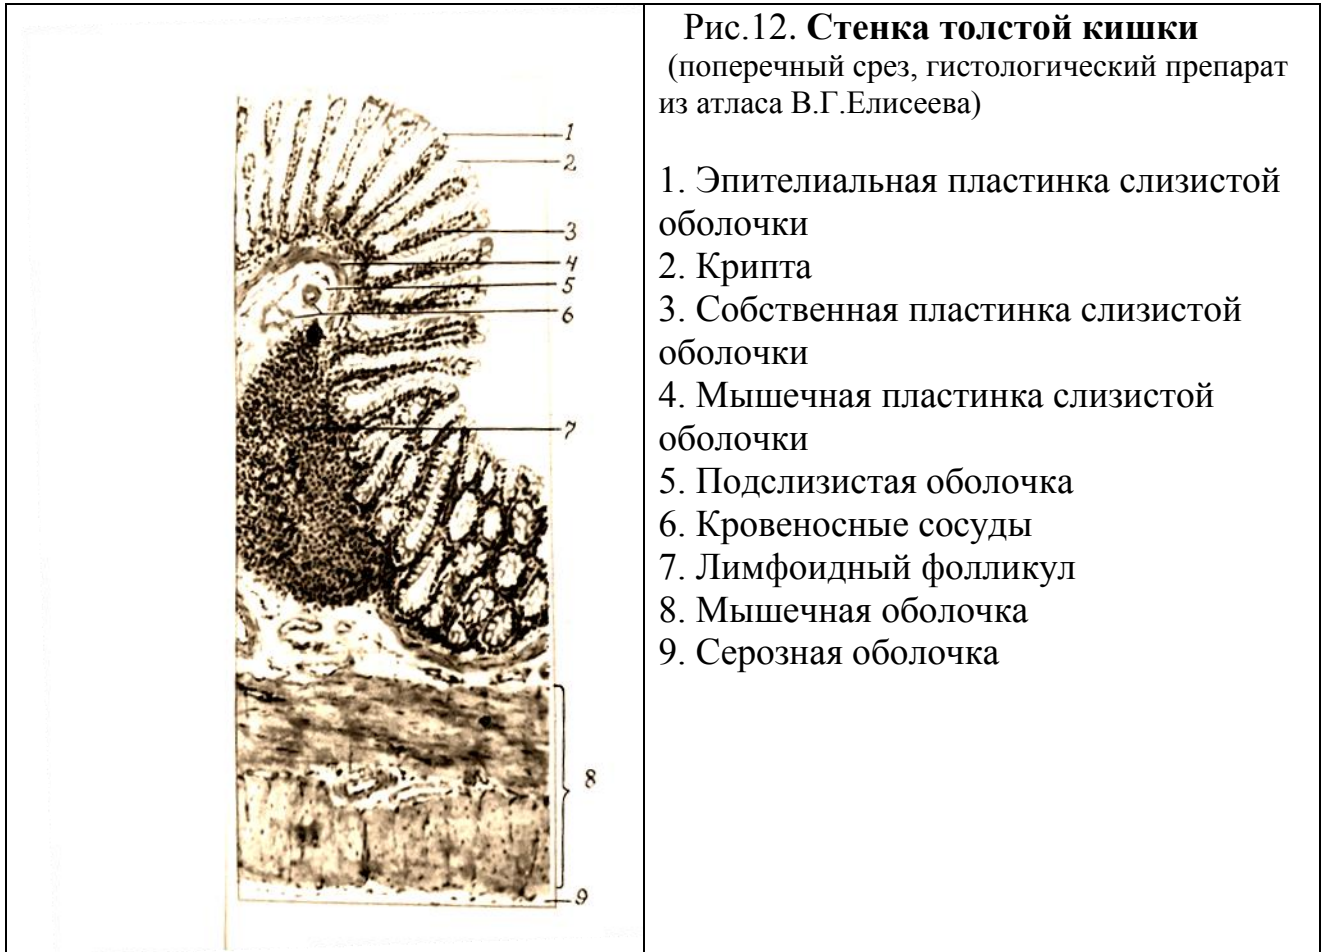 1
2
3
4
5
6
7
8
9
Рис.12. Стенка толстой кишки
(поперечный срез, гистологический препарат
из атласа В.Г.Елисеева)
1. Эпителиальная пластинка слизистой
оболочки
2. Крипта
3. Собственная пластинка слизистой
оболочки
4. Мышечная пластинка слизистой
оболочки
5. Подслизистая оболочка
6. Кровеносные сосуды
7. Лимфоидный фолликул
8. Мышечная оболочка
9. Серозная оболочка